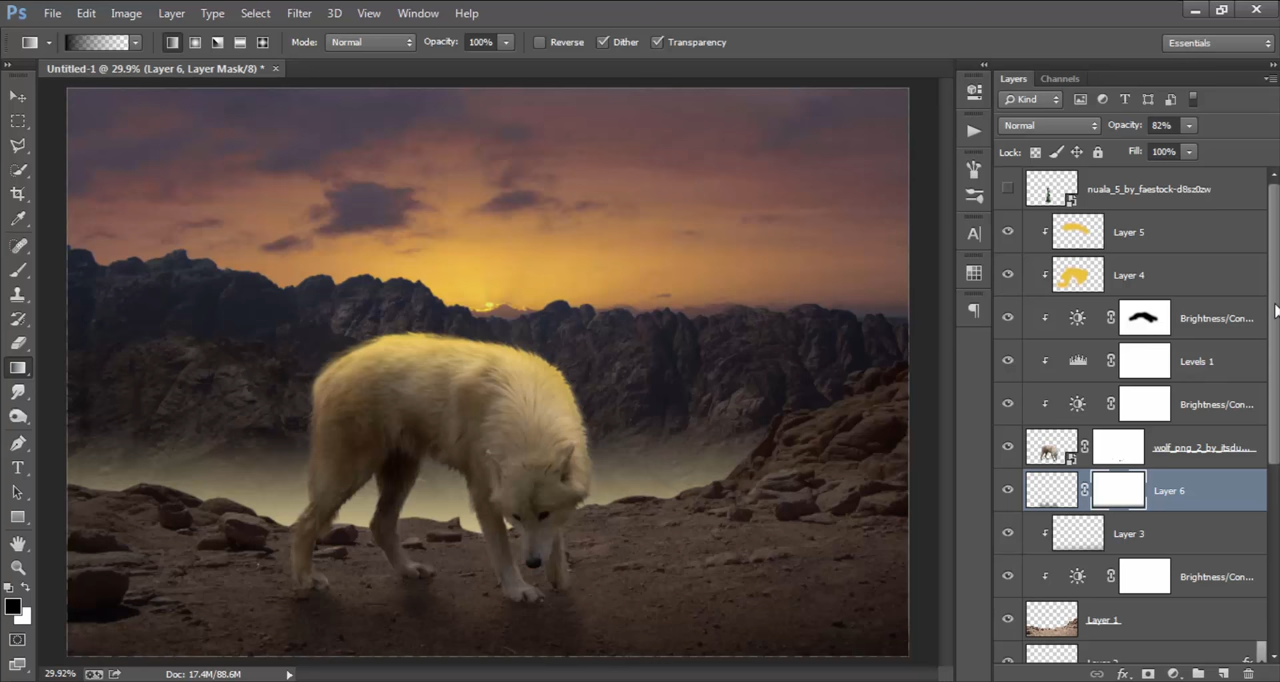 Ps File Edit Image Layer Type Select Filter 3D View Window Help
Mode: Normal Opacity: 100% Reverse Dither Transparency Essentials
Untitled-1 @ 29.9% (Layer 6, Layer Mask/8) * ×
Layers Channels
Kind T
Normal Opacity: 82%
Lock: Fill: 100%
nuala_5_by_faestock-d8sz0zw
Layer 5
Layer 4
Brightness/Con...
Levels 1
Brightness/Con...
wolf_png_2_by_itsdu...
Layer 6
Layer 3
Brightness/Con...
Layer 1
29.92% Doc: 17.4M/88.6M fx